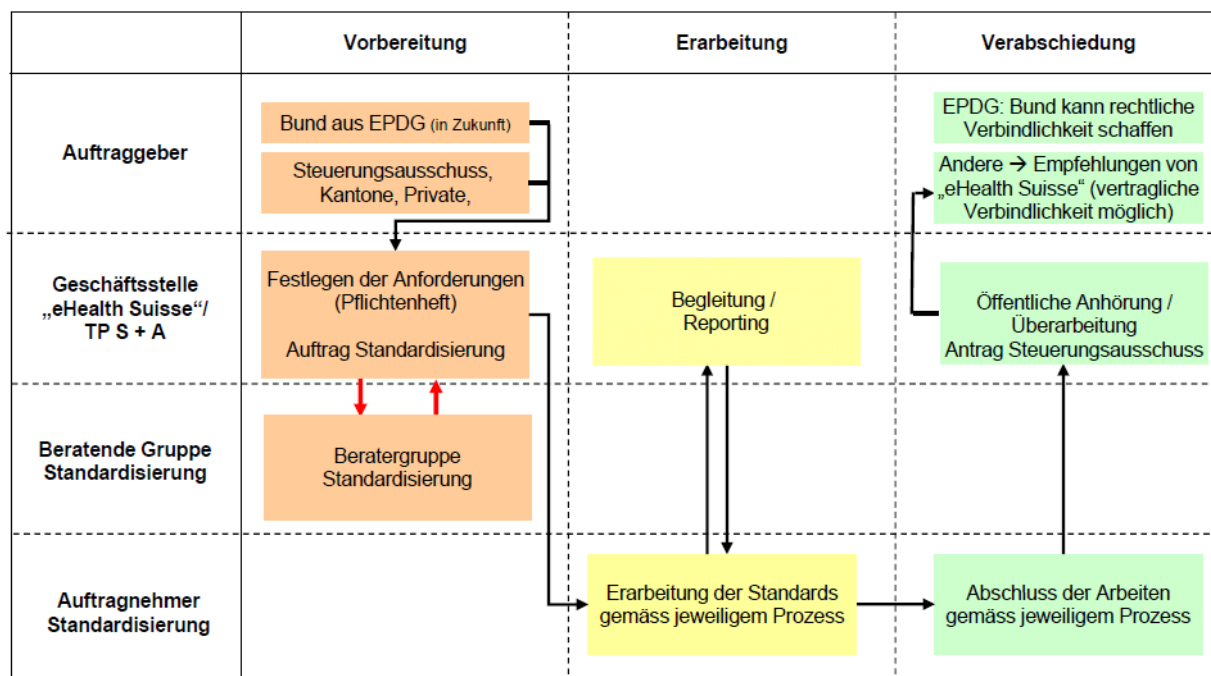 Vorbereitung
Erarbeitung
Verabschiedung
Auftraggeber
Bund aus EPDG (in Zukunft)
Steuerungsausschuss,
Kantone, Private,
EPDG: Bund kann rechtliche
Verbindlichkeit schaffen
Andere → Empfehlungen von
„eHealth Suisse“ (vertragliche
Verbindlichkeit möglich)
Geschäftsstelle
„eHealth Suisse“/
TP S + A
Festlegen der Anforderungen
(Pflichtenheft)
Auftrag Standardisierung
Begleitung /
Reporting
Öffentliche Anhörung /
Überarbeitung
Antrag Steuerungsausschuss
Beratende Gruppe
Standardisierung
Beratergruppe
Standardisierung
Auftragnehmer
Standardisierung
Erarbeitung der Standards
gemäss jeweiligem Prozess
Abschluss der Arbeiten
gemäss jeweiligem Prozess